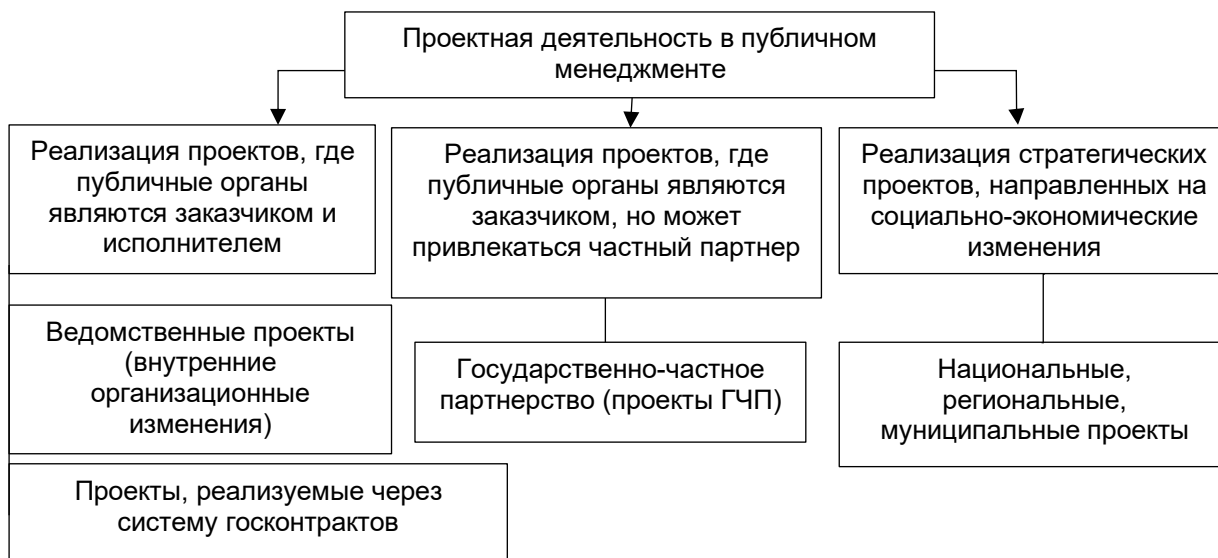 Проектная деятельность в публичном
менеджменте
Реализация проектов, где
публичные органы
являются заказчиком и
исполнителем
Реализация проектов, где
публичные органы являются
заказчиком, но может
привлекаться частный партнер
Реализация стратегических
проектов, направленных на
социально-экономические
изменения
Ведомственные проекты
(внутренние
организационные
изменения)
Государственно-частное
партнерство (проекты ГЧП)
Национальные,
региональные,
муниципальные проекты
Проекты, реализуемые через
систему госконтрактов